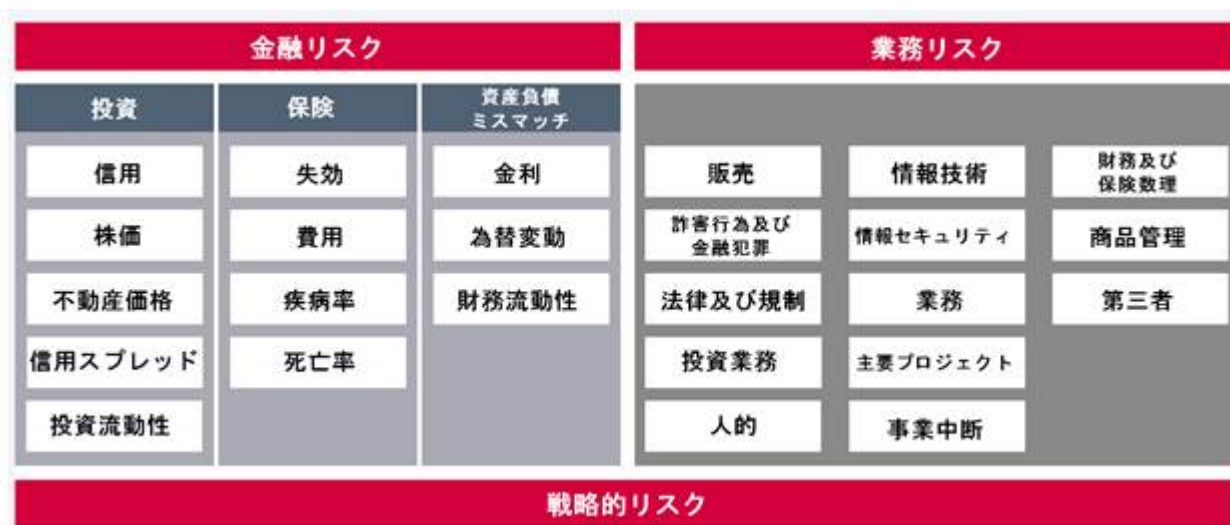 金融リスク
業務リスク
投資
保険
資産負債
ミスマッチ
信用
失効
金利
株価
費用
為替変動
不動産価格
疾病率
財務流動性
信用スプレッド
死亡率
投資流動性
販売
情報技術
財務及び
保険数理
詐害行為及び
金融犯罪
情報セキュリティ
商品管理
法律及び規制
業務
第三者
投資業務
主要プロジェクト
人的
事業中断
戦略的リスク